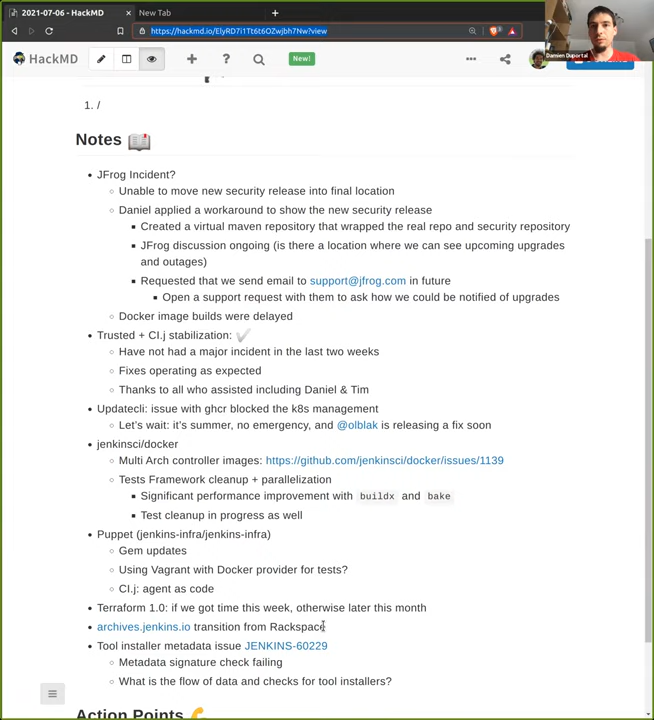 2021-07-06 - HackMD
New Tab
https://hackmd.io/ElyRD7i1Tt6t6OZwjbh7Nw?view
Damien Duportal
HackMD
New!
1. /
Notes
JFrog Incident?
Unable to move new security release into final location
Daniel applied a workaround to show the new security release
Created a virtual maven repository that wrapped the real repo and security repository
JFrog discussion ongoing (is there a location where we can see upcoming upgrades
and outages)
Requested that we send email to support@jfrog.com in future
Open a support request with them to ask how we could be notified of upgrades
Docker image builds were delayed
Trusted + CI.j stabilization: ✔️
Have not had a major incident in the last two weeks
Fixes operating as expected
Thanks to all who assisted including Daniel & Tim
Updatecli: issue with ghcr blocked the k8s management
Let's wait: it's summer, no emergency, and @olblak is releasing a fix soon
jenkinsci/docker
Multi Arch controller images: https://github.com/jenkinsci/docker/issues/1139
Tests Framework cleanup + parallelization
Significant performance improvement with buildx and bake
Test cleanup in progress as well
Puppet (jenkins-infra/jenkins-infra)
Gem updates
Using Vagrant with Docker provider for tests?
CI.j: agent as code
Terraform 1.0: if we got time this week, otherwise later this month
archives.jenkins.io transition from Rackspace
Tool installer metadata issue JENKINS-60229
Metadata signature check failing
What is the flow of data and checks for tool installers?
Action Points